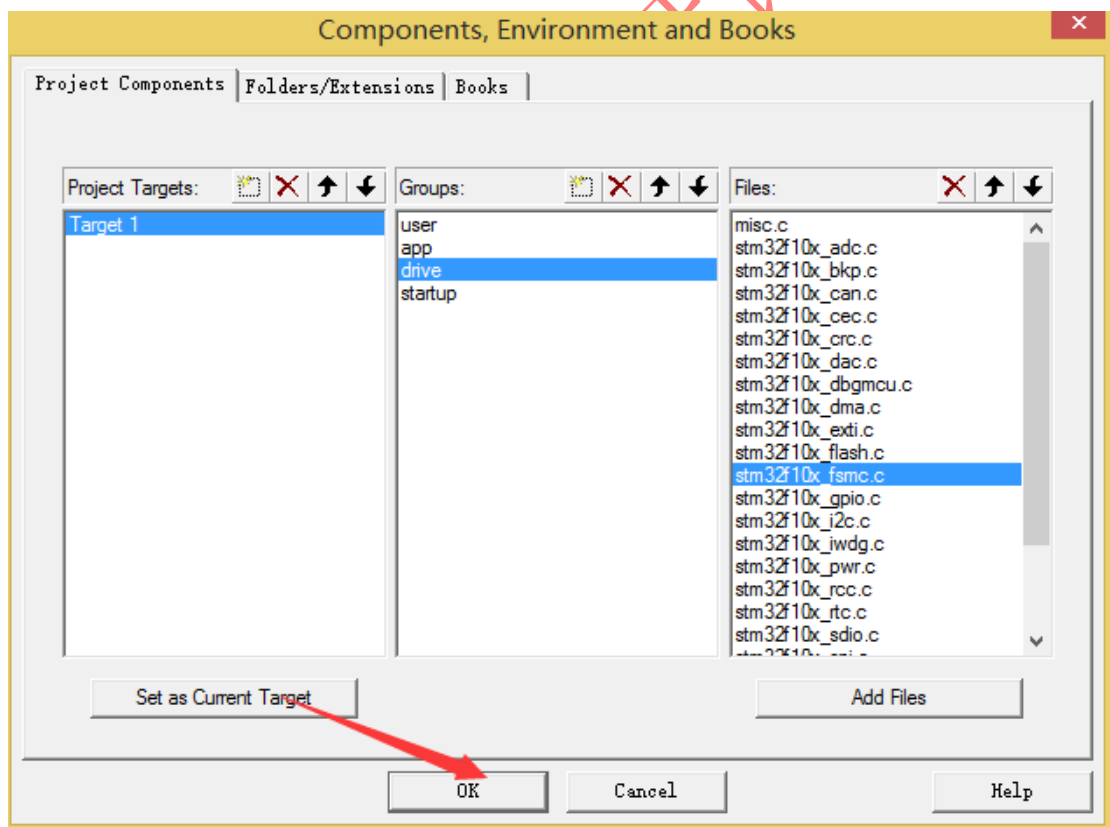 Components, Environment and Books
Project Components Folders/Extensions Books
Project Targets:
Target 1
Groups:
user
app
drive
startup
Files:
misc.c
stm32f10x_adc.c
stm32f10x_bkp.c
stm32f10x_can.c
stm32f10x_cec.c
stm32f10x_crc.c
stm32f10x_dac.c
stm32f10x_dbgmcu.c
stm32f10x_dma.c
stm32f10x_exti.c
stm32f10x_flash.c
stm32f10x_fsmc.c
stm32f10x_gpio.c
stm32f10x_i2c.c
stm32f10x_iwdg.c
stm32f10x_pwr.c
stm32f10x_rcc.c
stm32f10x_rtc.c
stm32f10x_sdio.c
Set as Current Target
Add Files
OK Cancel Help